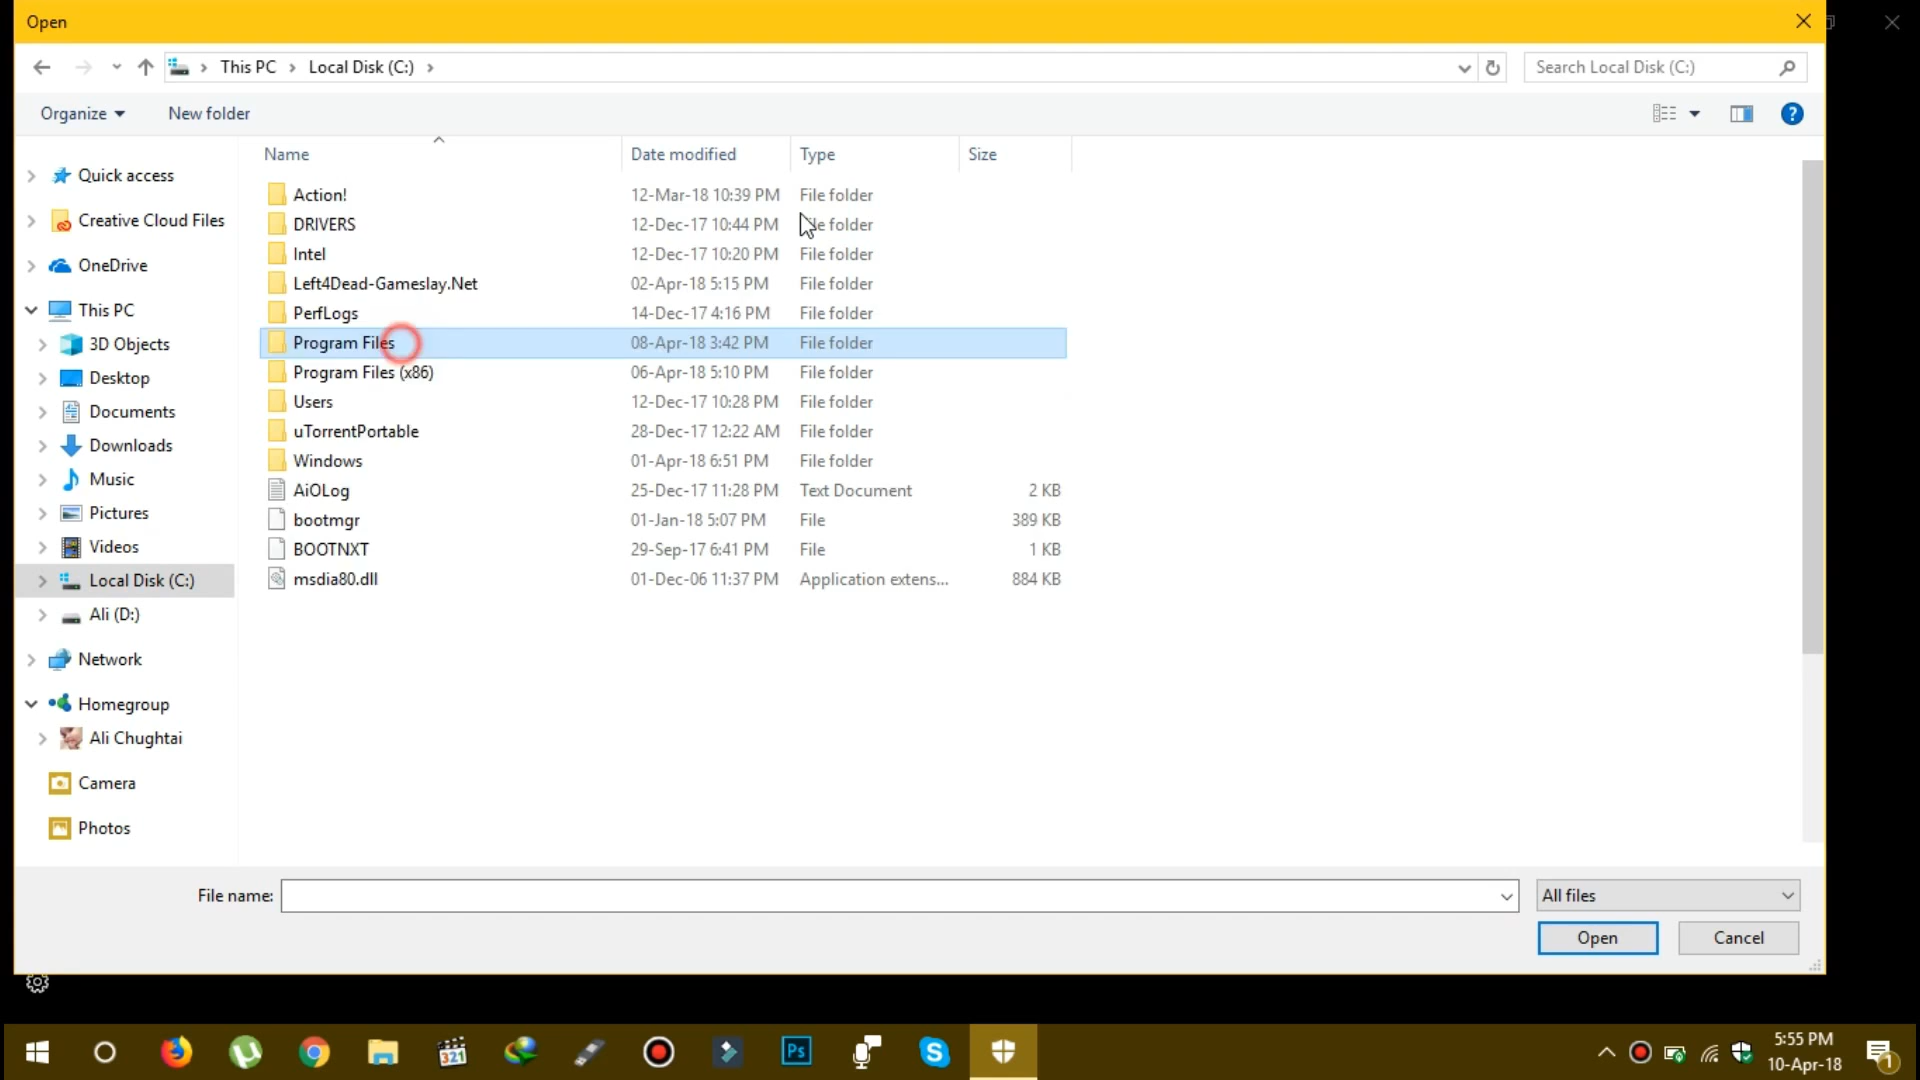 Open
This PC Local Disk (C:)
Search Local Disk (C:)
Organize
New folder
Name Date modified Type Size
Quick access
Creative Cloud Files
OneDrive
This PC
3D Objects
Desktop
Documents
Downloads
Music
Pictures
Videos
Local Disk (C:)
Ali (D:)
Network
Homegroup
Ali Chughtai
Camera
Photos
Action! 12-Mar-18 10:39 PM File folder
DRIVERS 12-Dec-17 10:44 PM File folder
Intel 12-Dec-17 10:20 PM File folder
Left4Dead-Gameslay.Net 02-Apr-18 5:15 PM File folder
PerfLogs 14-Dec-17 4:16 PM File folder
Program Files 08-Apr-18 3:42 PM File folder
Program Files (x86) 06-Apr-18 5:10 PM File folder
Users 12-Dec-17 10:28 PM File folder
uTorrentPortable 28-Dec-17 12:22 AM File folder
Windows 01-Apr-18 6:51 PM File folder
AiOLog 25-Dec-17 11:28 PM Text Document 2 KB
bootmgr 01-Jan-18 5:07 PM File 389 KB
BOOTNXT 29-Sep-17 6:41 PM File 1 KB
msdia80.dll 01-Dec-06 11:37 PM Application extens... 884 KB
File name:
All files
Open
Cancel
321
Ps
5:55 PM
10-Apr-18
1